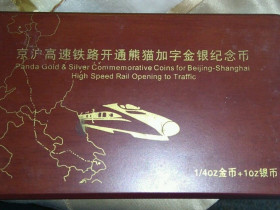 京沪高速铁路开通熊猫加字金银纪念币
Panda Gold & Silver Commemorative Coins for Beijing-Shanghai
High Speed Rail Opening to Traffic
1/4oz金币+1oz银币